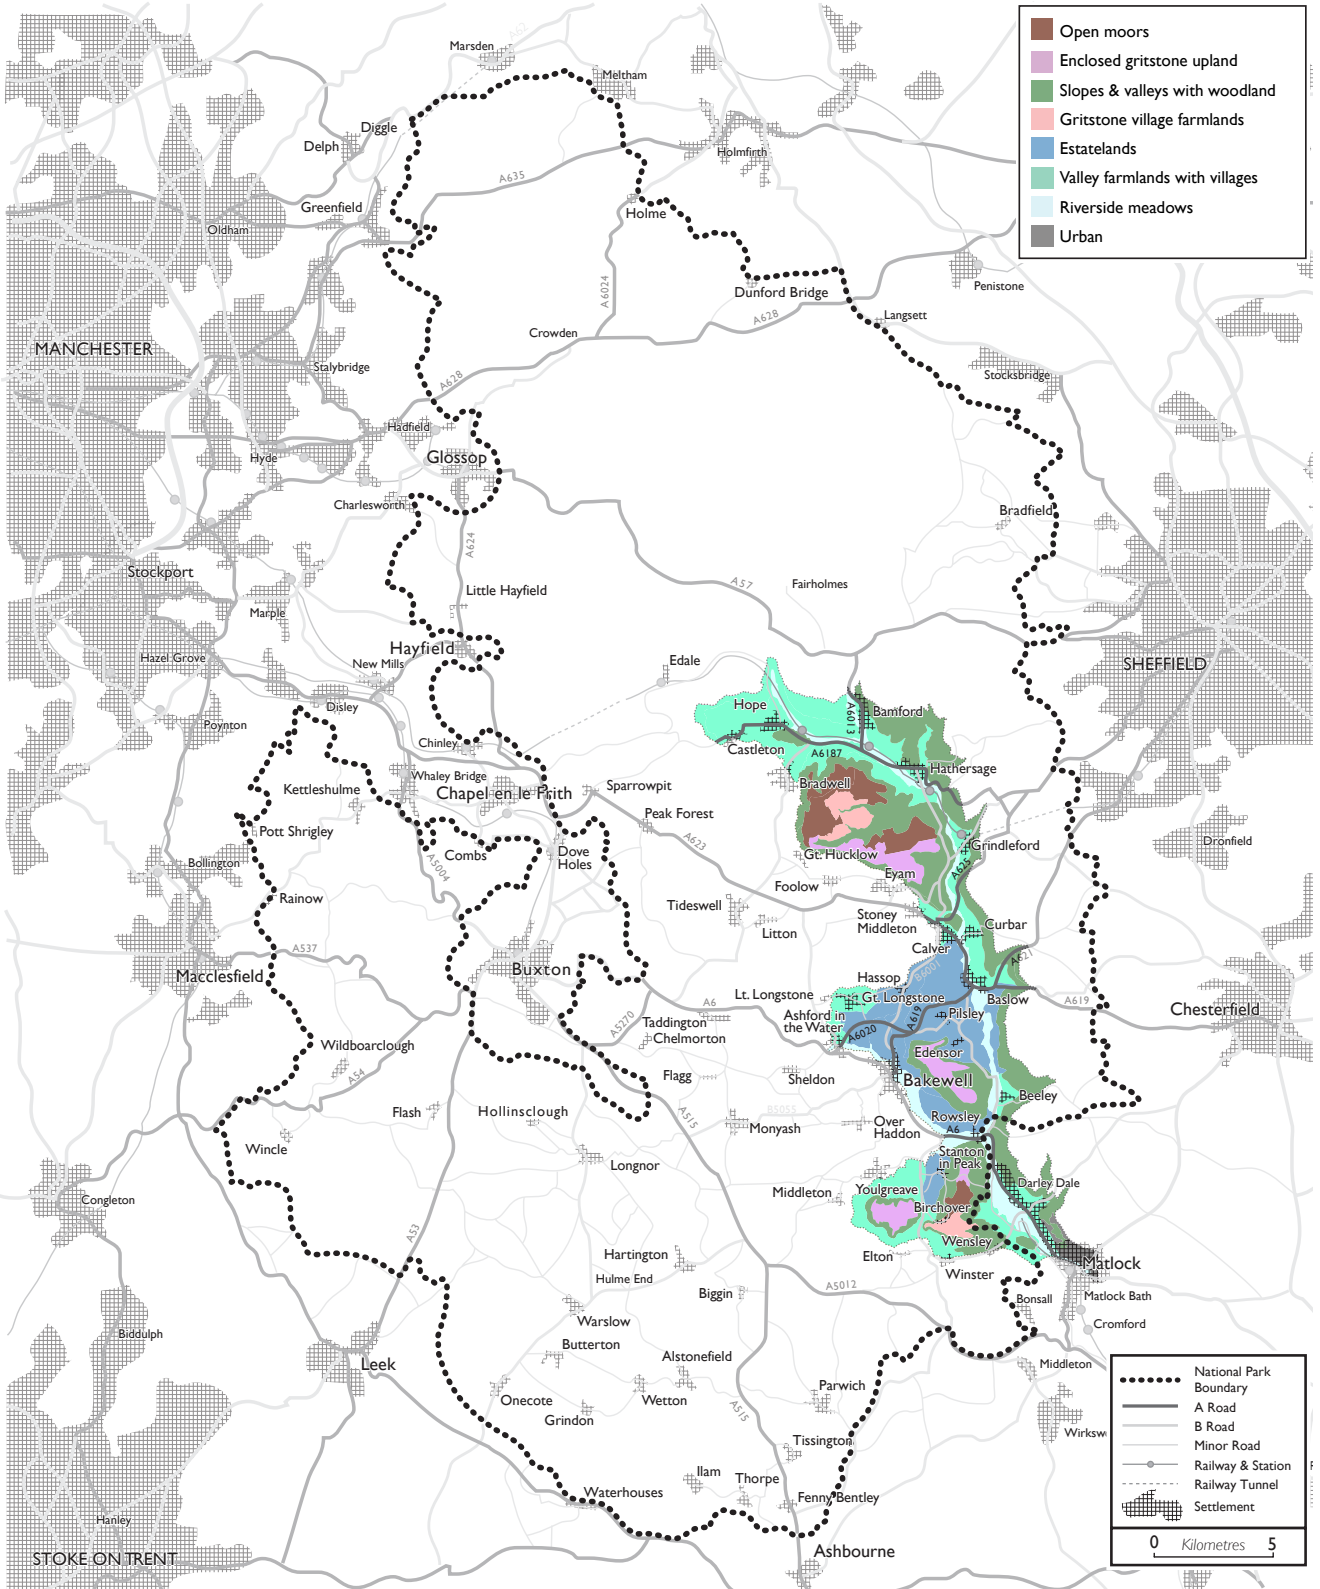 Open moors
Enclosed gritstone upland
Slopes & valleys with woodland
Gritstone village farmlands
Estatelands
Valley farmlands with villages
Riverside meadows
Urban
A62
Marsden
Meltham
Diggle
Delph
Holmfirth
A635
Greenfield
Holme
Oldham
A6024
Penistone
Dunford Bridge
A628
Langsett
Crowden
MANCHESTER
Stalybridge
Stocksbridge
A628
Hadfield
Glossop
Hyde
Charlesworth
Bradfield
A624
Stockport
A57
Fairholmes
Little Hayfield
Marple
Hayfield
Hazel Grove
New Mills
Edale
SHEFFIELD
Disley
Hope
A6013
Bamford
Poynton
Chinley
Castleton
A6187
Hathersage
Whaley Bridge
Kettleshulme
Chapel en le Frith
Sparrowpit
Bradwell
Peak Forest
Pott Shrigley
A623
Grindleford
Dronfield
Combs
Dove
Holes
Gt. Hucklow
Bollington
A5004
A625
Eyam
Foolow
Rainow
Tideswell
Stoney
Middleton
Litton
Curbar
A537
Calver
A621
Macclesfield
Buxton
B6001
Hassop
Lt. Longstone
Gt. Longstone
Baslow
A6
A619
Chesterfield
Ashford in
the Water
Pilsley
A619
A5270
Taddington
Chelmorton
A6020
Wildboarclough
Edensor
A54
Flagg
Sheldon
Bakewell
Beeley
Flash
Hollinsclough
A515
B5055
Monyash
Over
Haddon
Rowsley
A6
Wincle
Longnor
Stanton
in Peak
Congleton
Middleton
Youlgreave
Darley Dale
Birchover
A53
Hartington
Elton
Wensley
Matlock
Hulme End
Winster
Biggin
A5012
Bonsall
Matlock Bath
Warslow
Cromford
Biddulph
Butterton
Leek
Alstonefield
Middleton
Onecote
Wetton
Parwich
Grindon
A515
Wirksw
Tissington
Ilam
Thorpe
Waterhouses
Fenny Bentley
Hanley
STOKE ON TRENT
Ashbourne
National Park
Boundary
A Road
B Road
Minor Road
Railway & Station
Railway Tunnel
Settlement
0 Kilometres 5